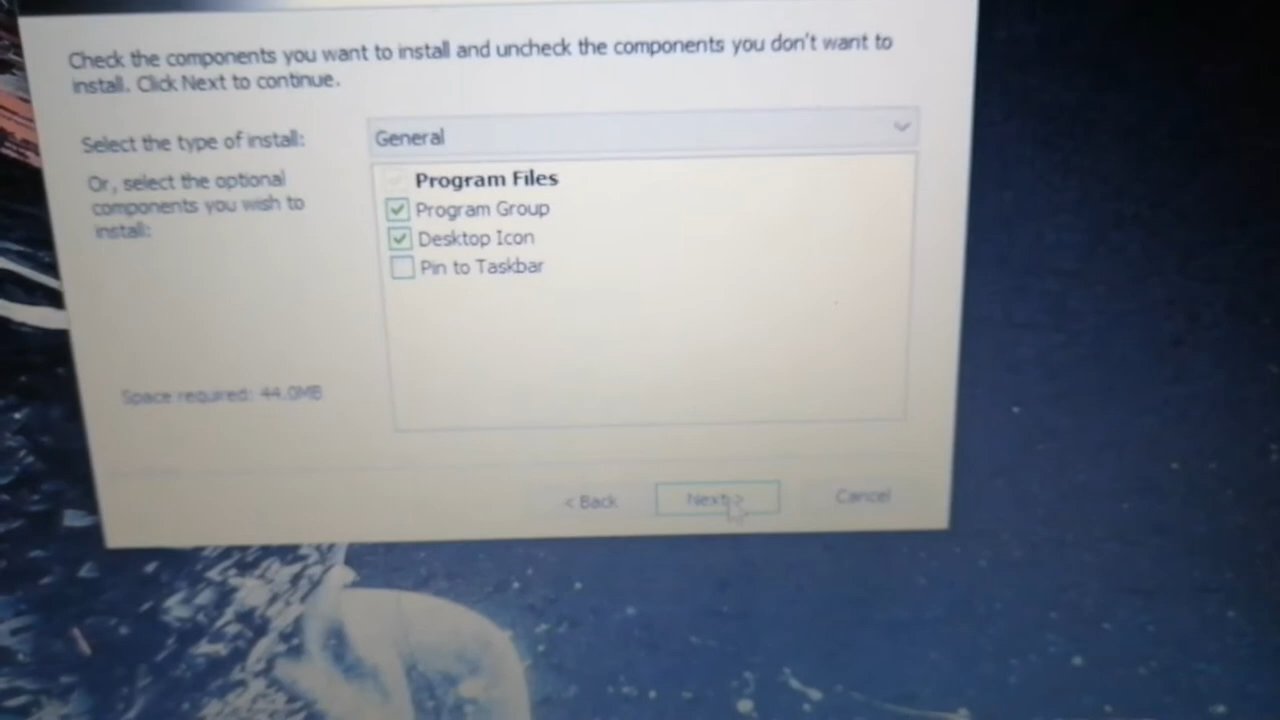 Check the components you want to install and uncheck the components you don't want to
install. Click Next to continue.
Select the type of install:
General
Or, select the optional
components you wish to
install:
Program Files
Program Group
Desktop Icon
Pin to Taskbar
Space required: 44.0MB
< Back
Next >
Cancel